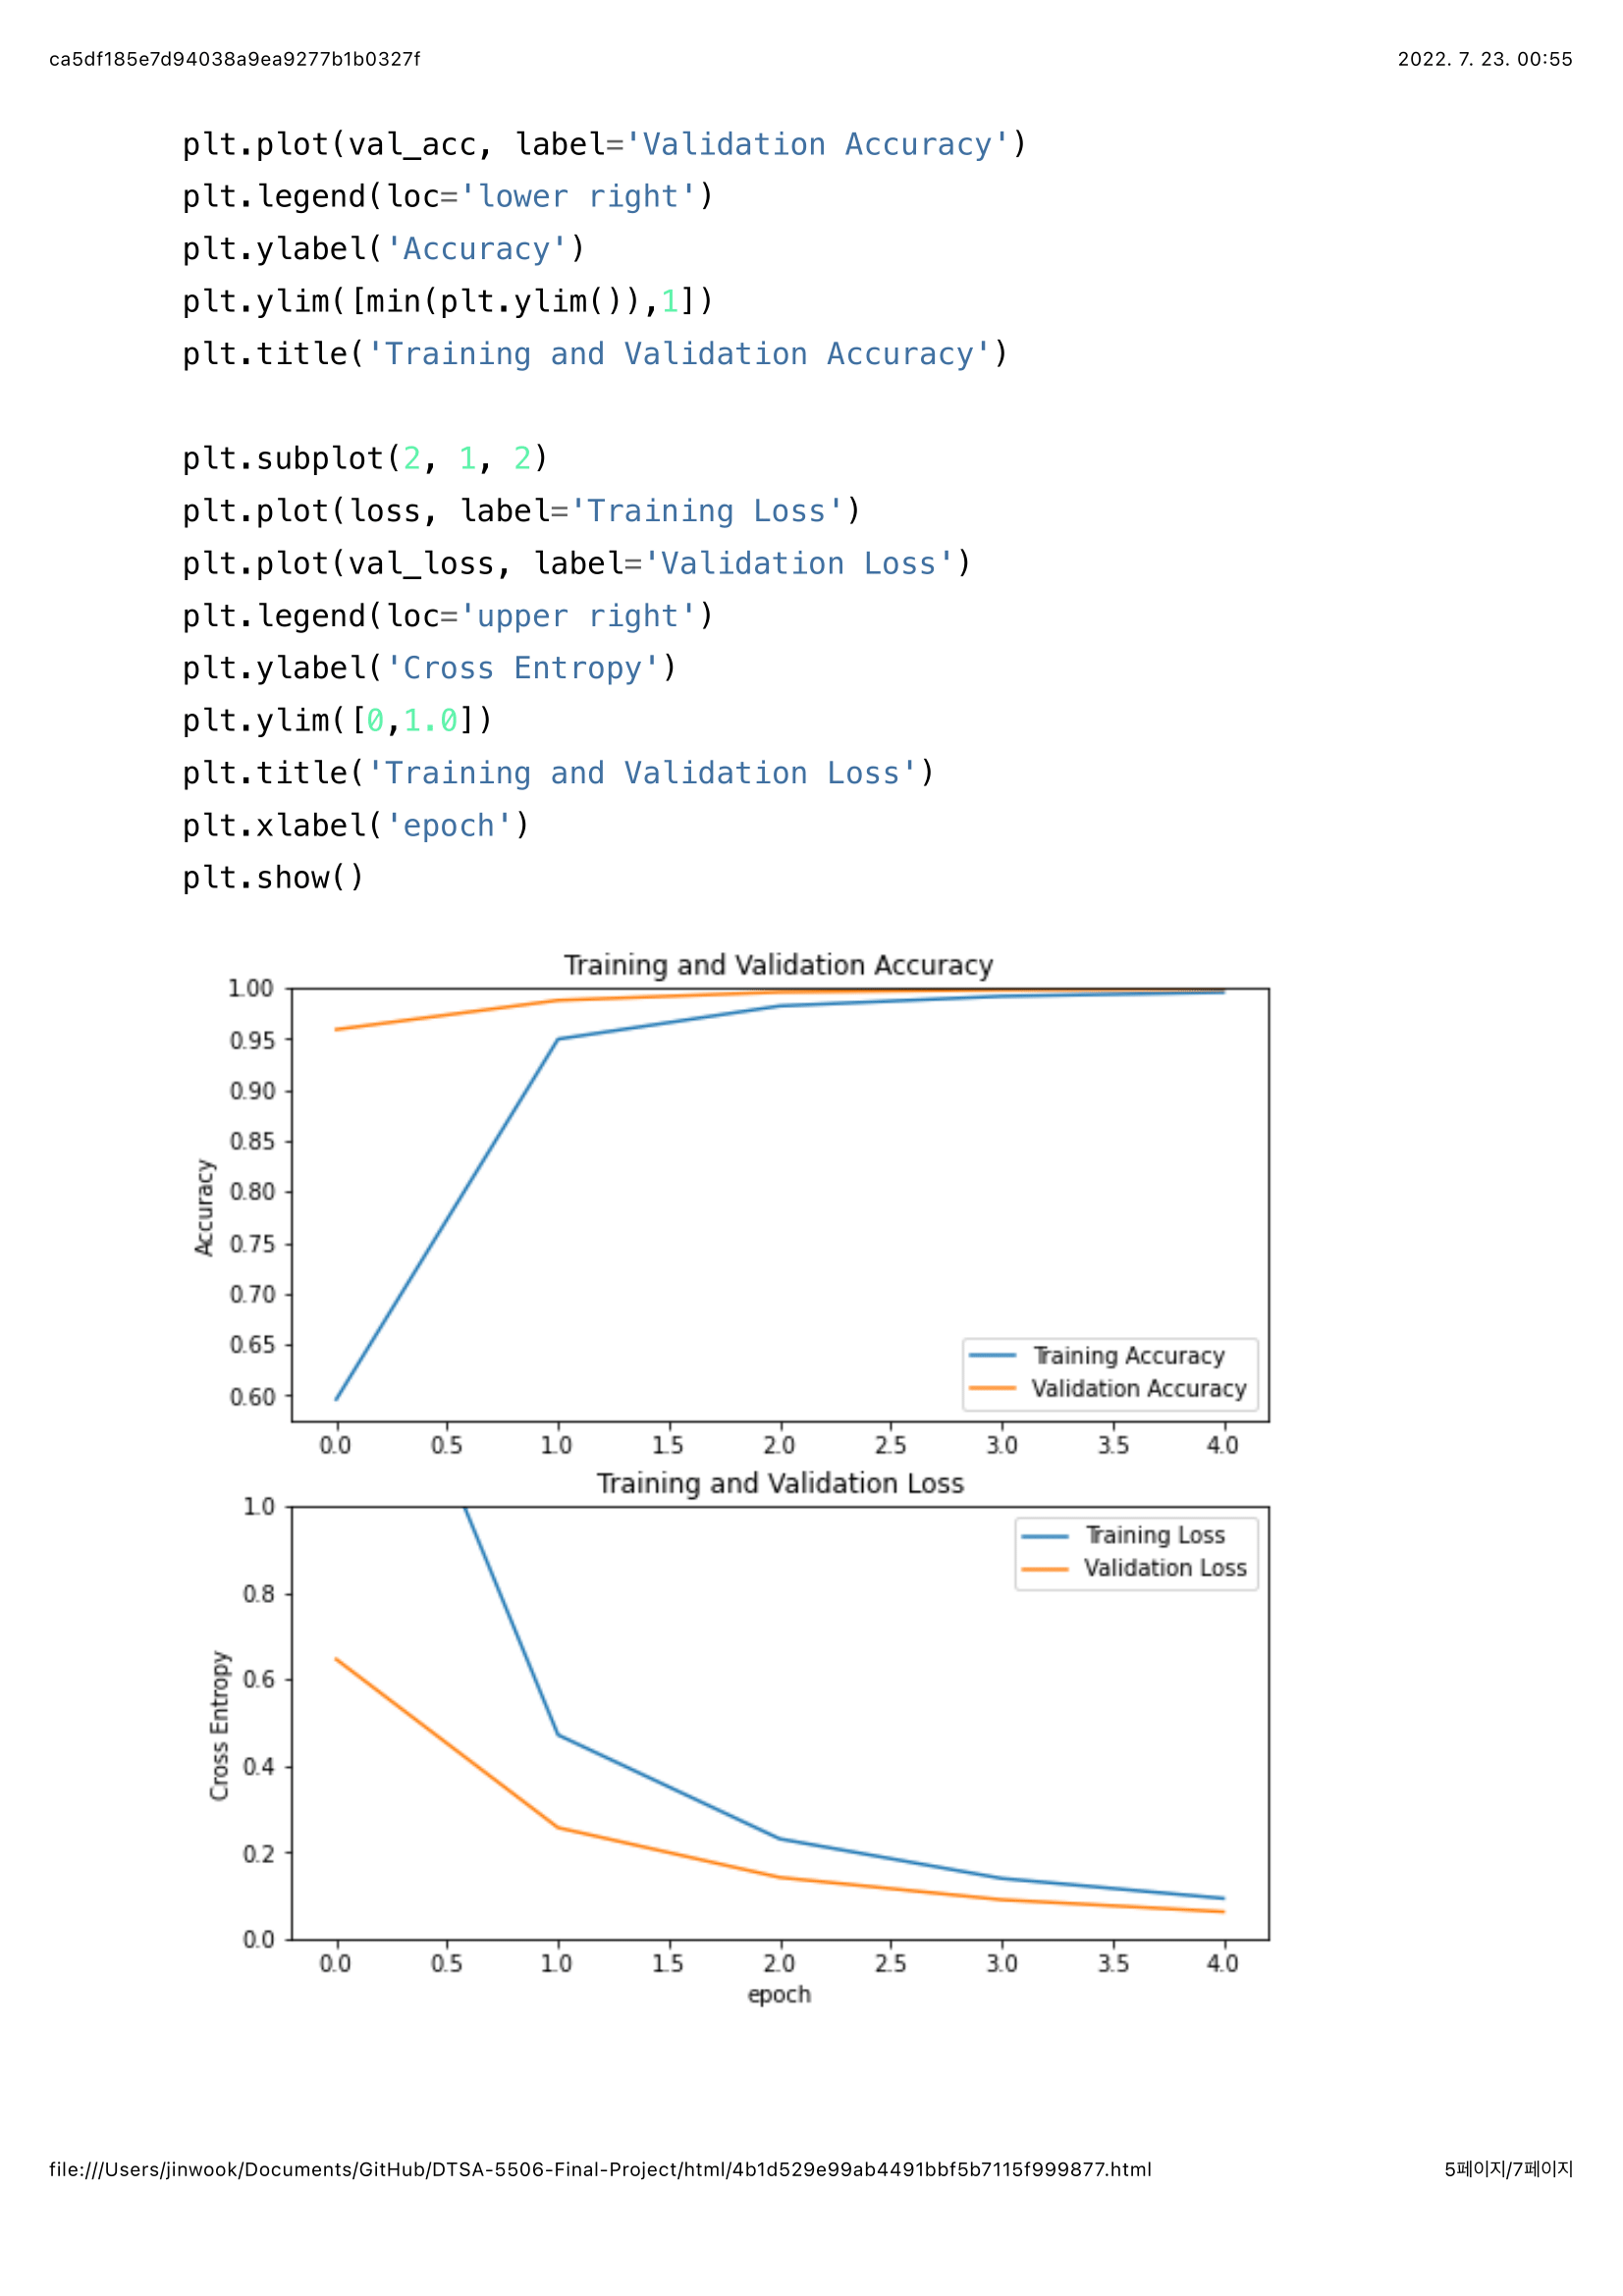 ca5df185e7d94038a9ea9277b1b0327f
2022. 7. 23. 00:55
plt.plot(val_acc, label='Validation Accuracy')
plt.legend(loc='lower right')
plt.ylabel('Accuracy')
plt.ylim([min(plt.ylim()),1])
plt.title('Training and Validation Accuracy')
plt.subplot(2, 1, 2)
plt.plot(loss, label='Training Loss')
plt.plot(val_loss, label='Validation Loss')
plt.legend(loc='upper right')
plt.ylabel('Cross Entropy')
plt.ylim([0,1.0])
plt.title('Training and Validation Loss')
plt.xlabel('epoch')
plt.show()
Training and Validation Accuracy
1.00
0.95
0.90
0.85
0.80
0.75
0.70
0.65
0.60
Accuracy
Training Accuracy
Validation Accuracy
0.0 0.5 1.0 1.5 2.0 2.5 3.0 3.5 4.0
Training and Validation Loss
1.0
0.8
0.6
0.4
0.2
0.0
Cross Entropy
Training Loss
Validation Loss
0.0 0.5 1.0 1.5 2.0 2.5 3.0 3.5 4.0
epoch
file:///Users/jinwook/Documents/GitHub/DTSA-5506-Final-Project/html/4b1d529e99ab4491bbf5b7115f999877.html
5페이지/7페이지